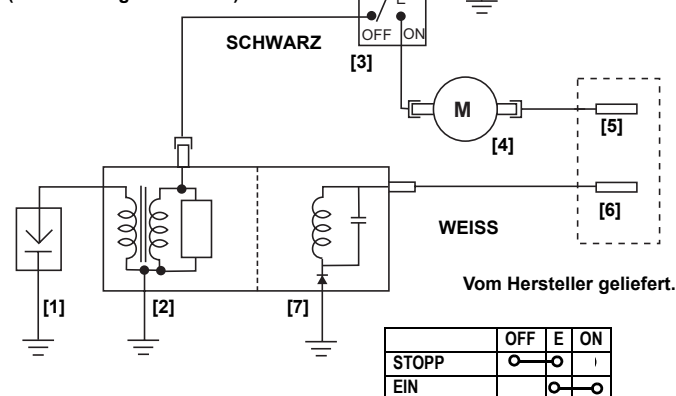 E
OFF ON
SCHWARZ
[3]
M
[4]
[5]
[6]
WEISS
Vom Hersteller geliefert.
[1]
[2]
[7]
OFF E ON
STOPP
EIN